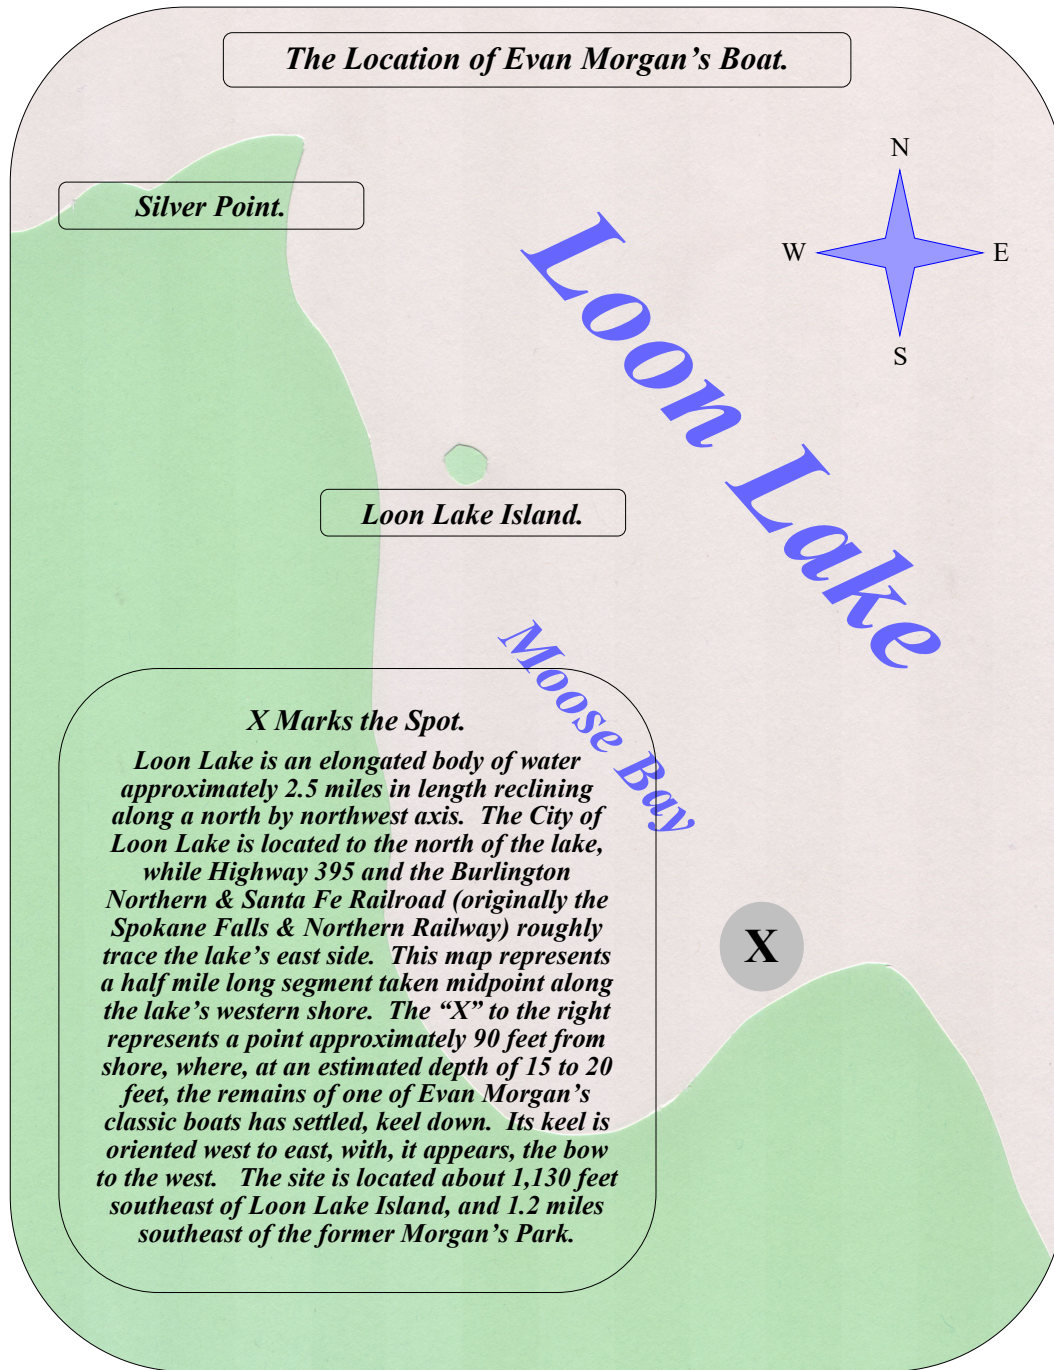 The Location of Evan Morgan’s Boat.
N
Silver Point.
W
E
S
Loon Lake
Loon Lake Island.
Moose Bay
X Marks the Spot.
Loon Lake is an elongated body of water
approximately 2.5 miles in length reclining
along a north by northwest axis.  The City of
Loon Lake is located to the north of the lake,
while Highway 395 and the Burlington
Northern & Santa Fe Railroad (originally the
Spokane Falls & Northern Railway) roughly
trace the lake’s east side.  This map represents
a half mile long segment taken midpoint along
the lake’s western shore.  The “X” to the right
represents a point approximately 90 feet from
shore, where, at an estimated depth of 15 to 20
feet, the remains of one of Evan Morgan’s
classic boats has settled, keel down.  Its keel is
oriented west to east, with, it appears, the bow
to the west.   The site is located about 1,130 feet
southeast of Loon Lake Island, and 1.2 miles
southeast of the former Morgan’s Park.
X